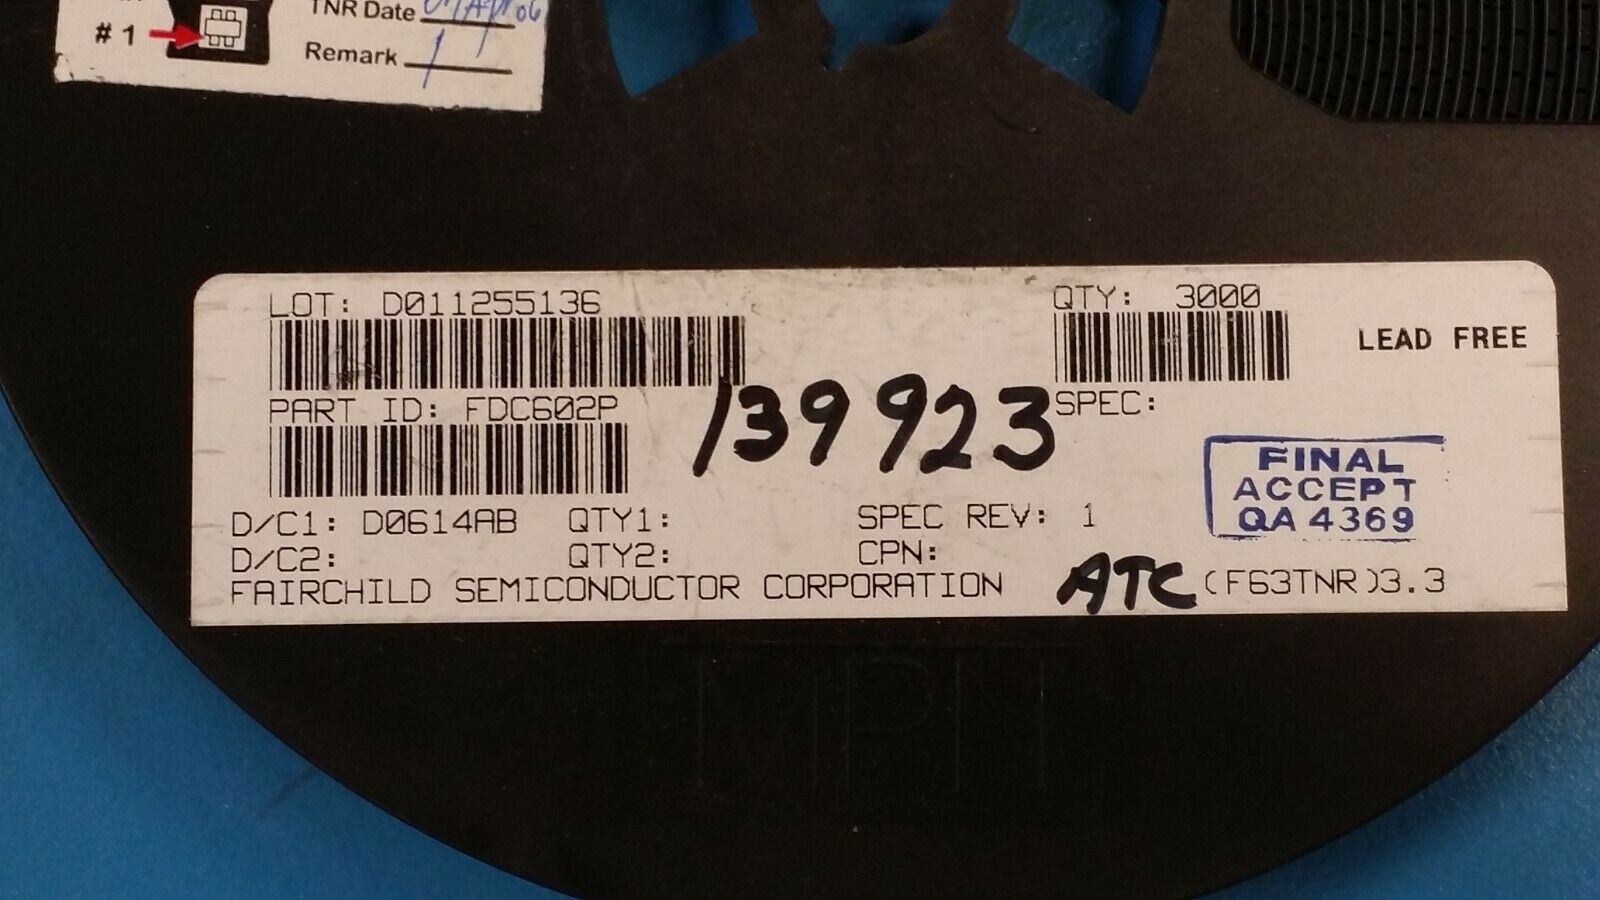 # 1
TNR Date
Remark
LOT: D011255136
QTY: 3000
LEAD FREE
PART ID: FDC602P
139923
SPEC:
FINAL
ACCEPT
QA 4369
D/C1: D0614AB QTY1: SPEC REV: 1
D/C2: QTY2: CPN:
FAIRCHILD SEMICONDUCTOR CORPORATION ATC (F63TNR)3.3